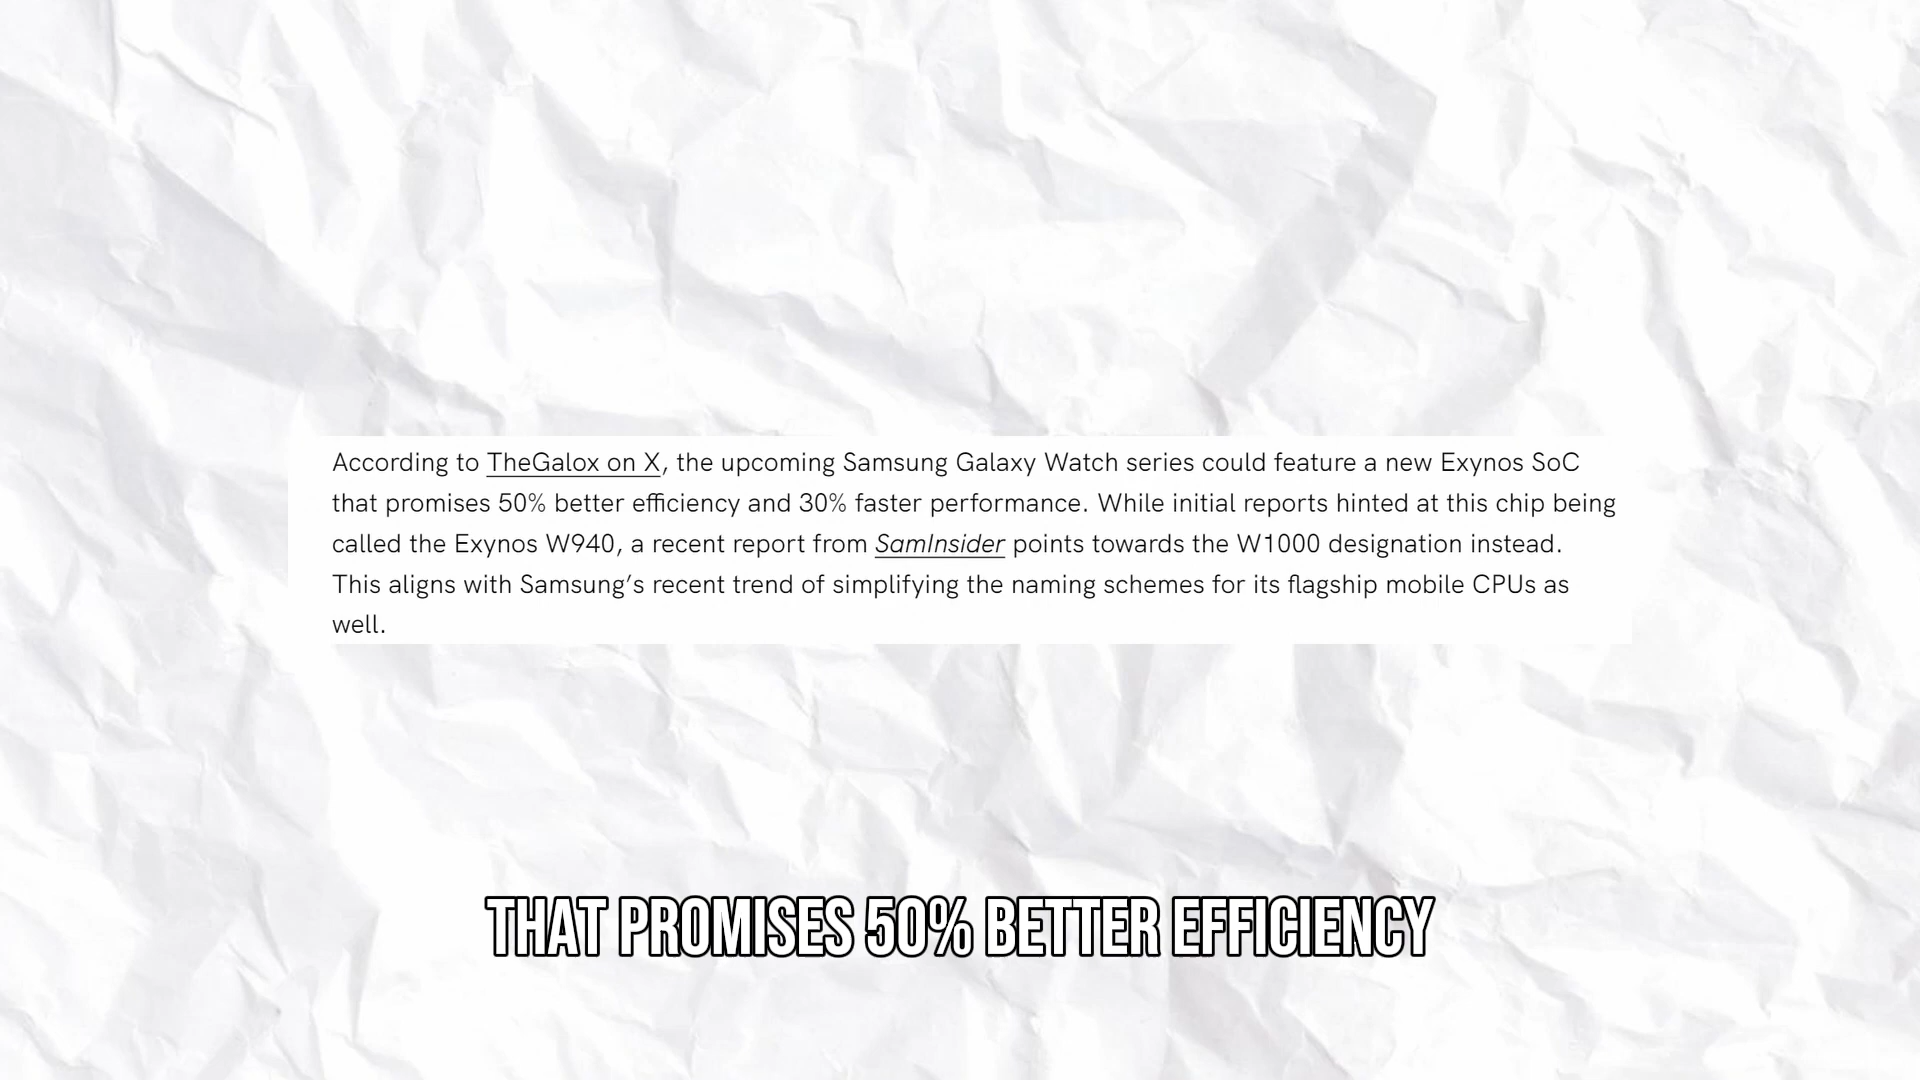 According to TheGalox on X, the upcoming Samsung Galaxy Watch series could feature a new Exynos SoC
that promises 50% better efficiency and 30% faster performance. While initial reports hinted at this chip being
called the Exynos W940, a recent report from SamInsider points towards the W1000 designation instead.
This aligns with Samsung’s recent trend of simplifying the naming schemes for its flagship mobile CPUs as
well.
THAT PROMISES 50% BETTER EFFICIENCY